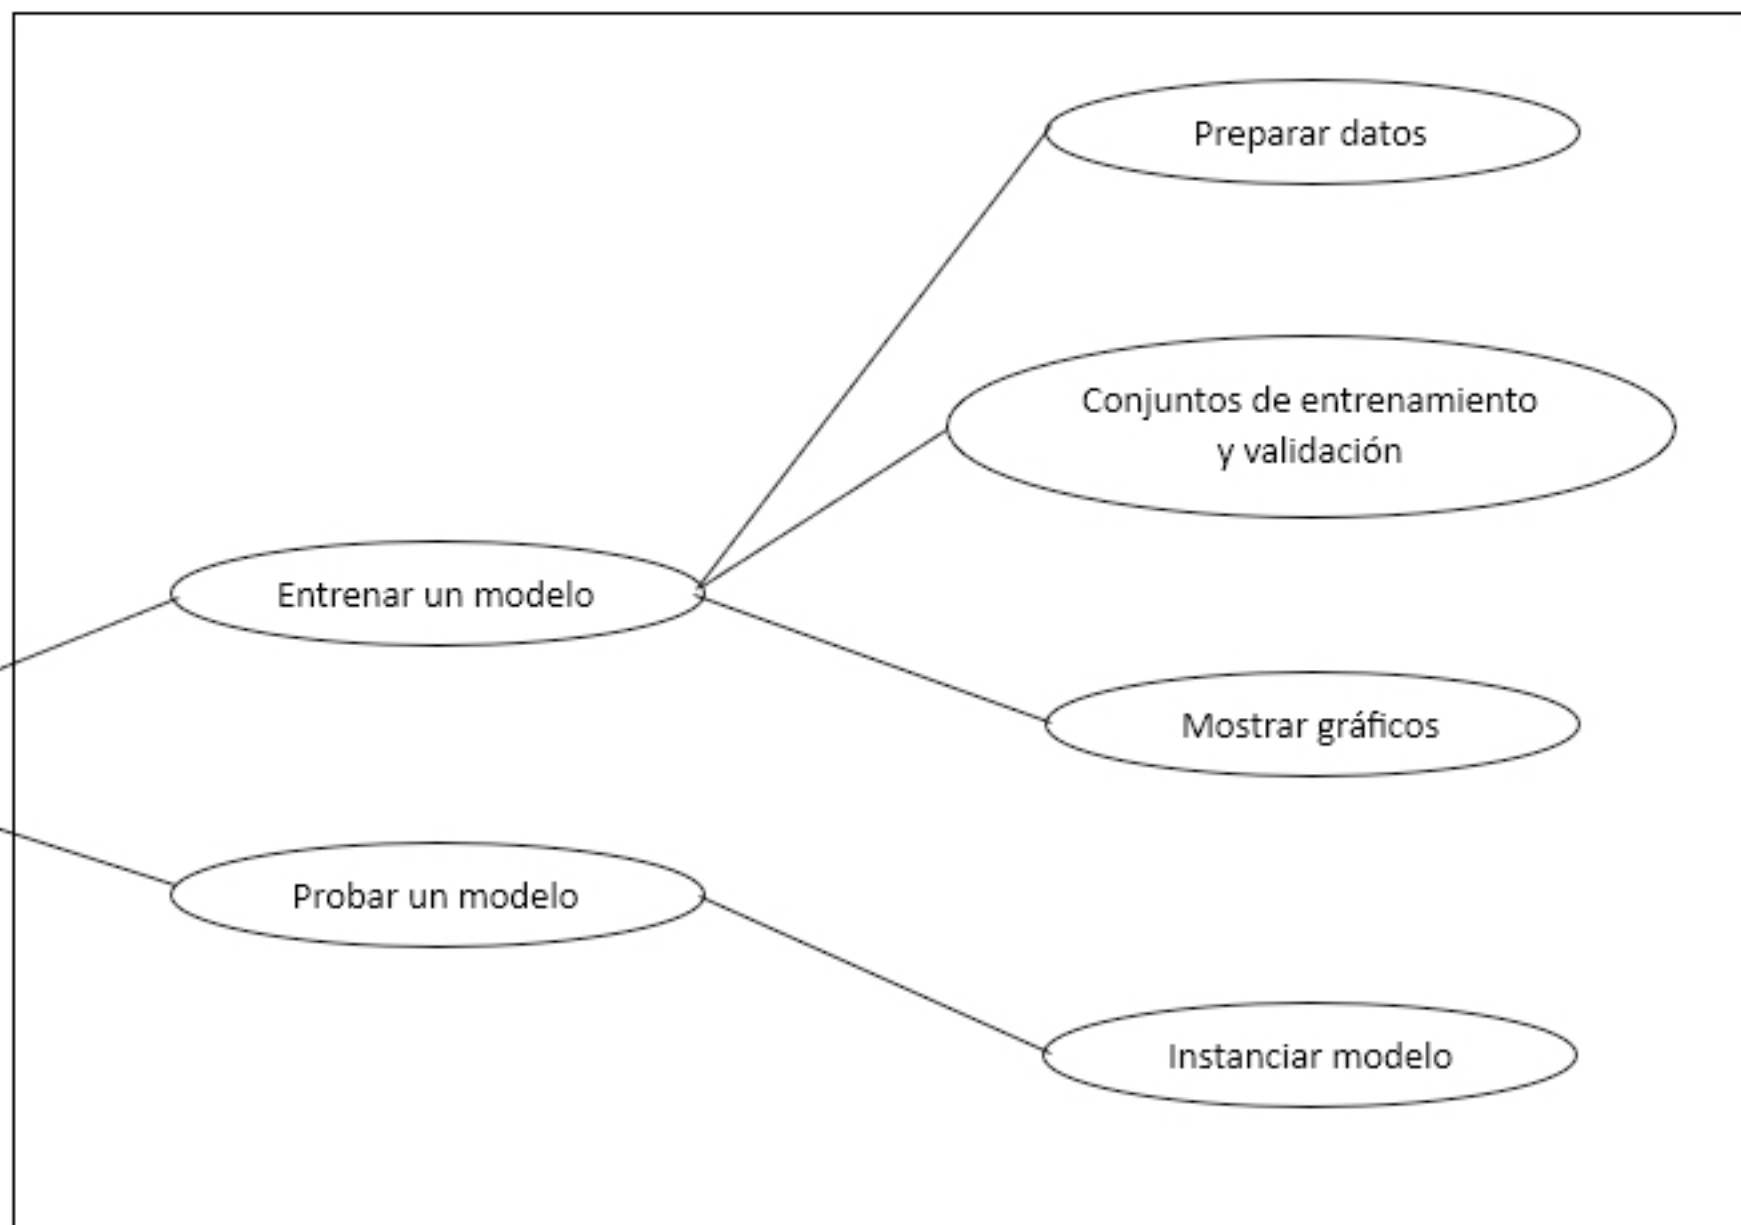 Preparar datos
Conjuntos de entrenamiento
y validación
Entrenar un modelo
Mostrar gráficos
Probar un modelo
Instanciar modelo